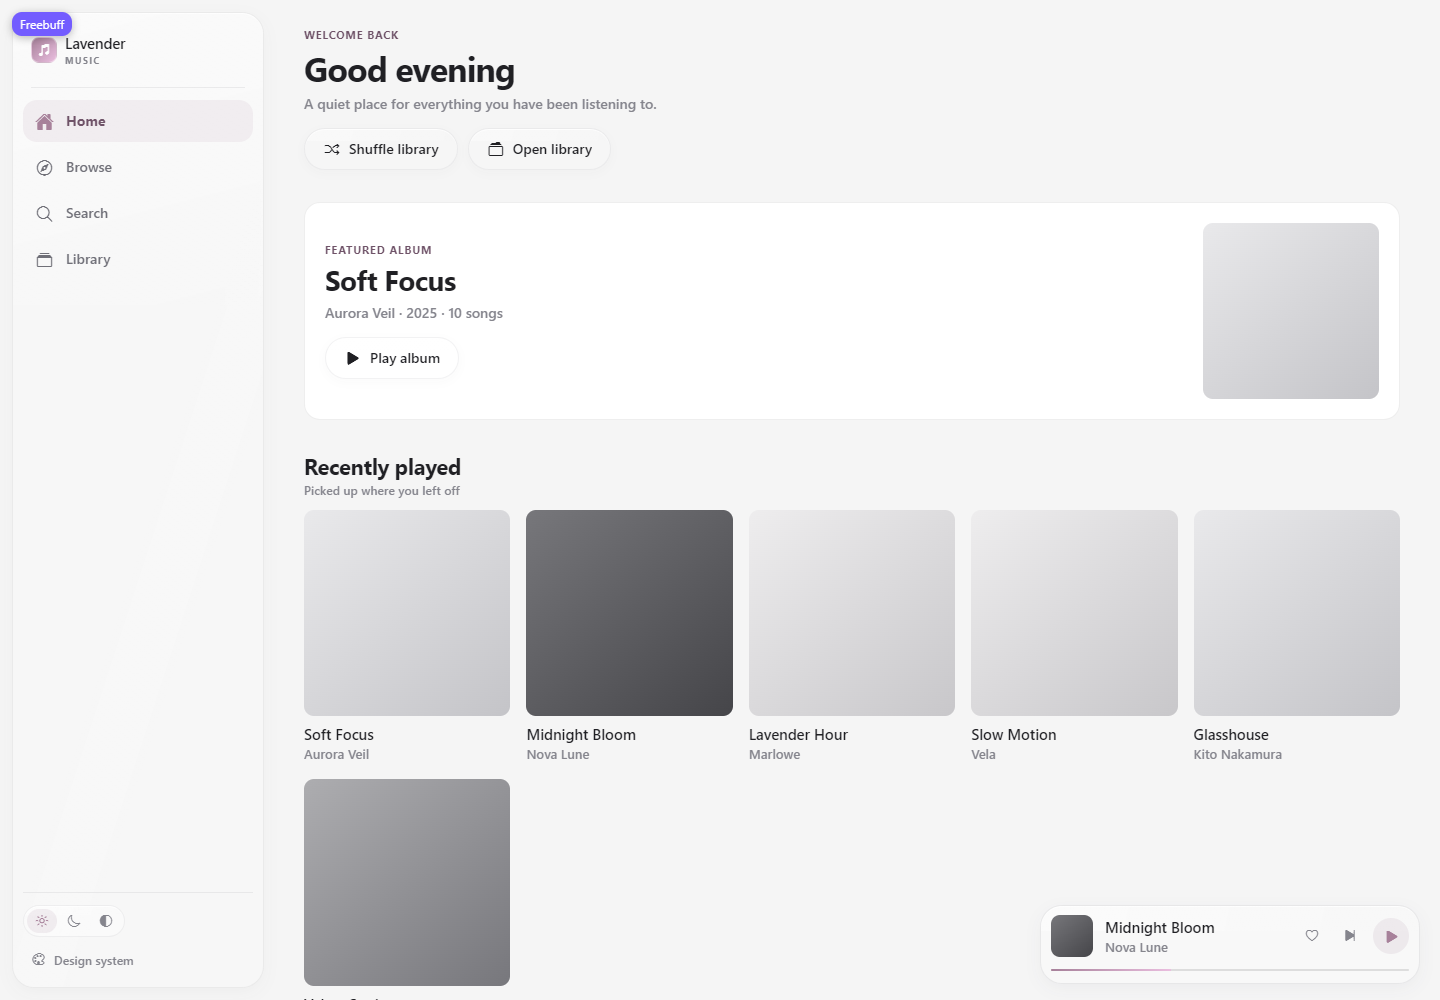 Freebuff
Lavender
MUSIC
Home
Browse
Search
Library
Design system
WELCOME BACK
Good evening
A quiet place for everything you have been listening to.
Shuffle library
Open library
FEATURED ALBUM
Soft Focus
Aurora Veil · 2025 · 10 songs
Play album
Recently played
Picked up where you left off
Soft Focus
Aurora Veil
Midnight Bloom
Nova Lune
Lavender Hour
Marlowe
Slow Motion
Vela
Glasshouse
Kito Nakamura
Midnight Bloom
Nova Lune